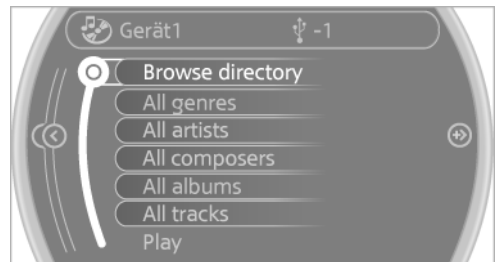 Gerät1 -1
Browse directory
All genres
All artists
All composers
All albums
All tracks
Play